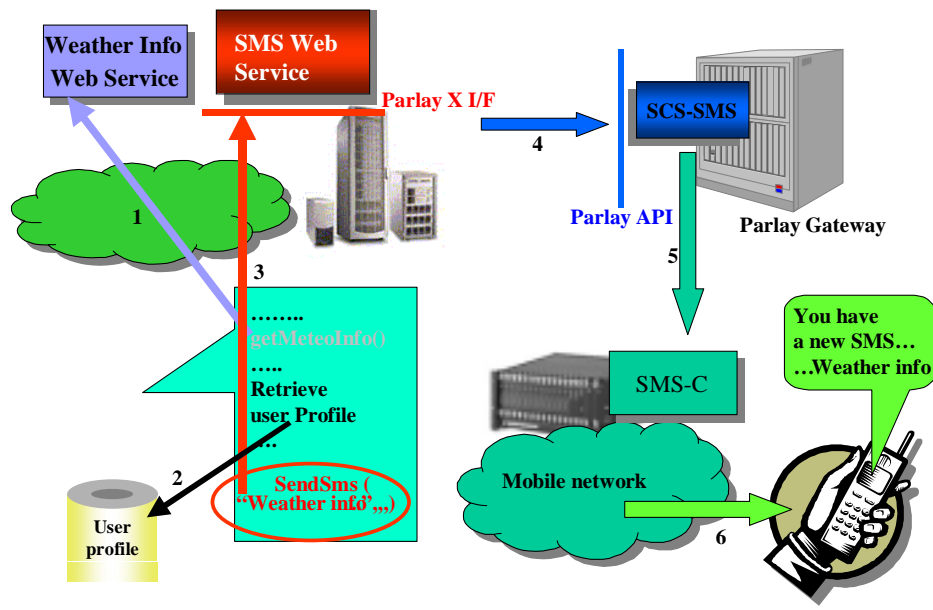 Weather Info
Web Service
SMS Web
Service
Parlay X I/F
4
SCS-SMS
Parlay API
Parlay Gateway
1
3
5
……..
getMeteoInfo()
…..
Retrieve
user Profile
…
SendSms (
“Weather info”,,,)
2
User
profile
SMS-C
Mobile network
6
You have
a new SMS…
…Weather info